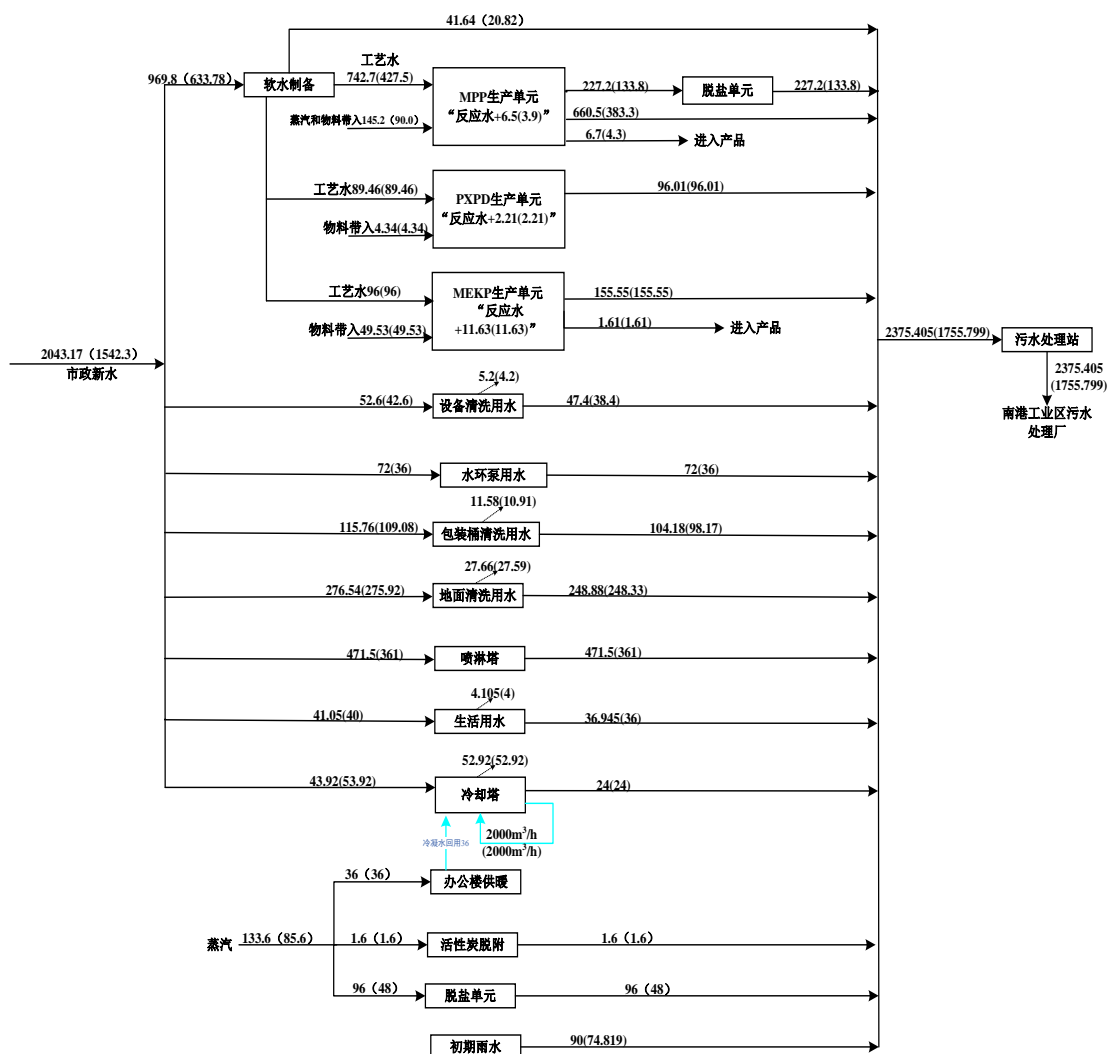 41.64（20.82）
969.8（633.78）
软水制备
工艺水
742.7(427.5)
蒸汽和物料带入145.2（90.0）
MPP生产单元
“反应水+6.5(3.9)”
227.2(133.8)
脱盐单元
227.2(133.8)
660.5(383.3)
6.7(4.3)
进入产品
工艺水89.46(89.46)
物料带入4.34(4.34)
PXPD生产单元
“反应水+2.21(2.21)”
96.01(96.01)
工艺水96(96)
物料带入49.53(49.53)
MEKP生产单元
“反应水
+11.63(11.63)”
155.55(155.55)
1.61(1.61)
进入产品
2043.17（1542.3）
市政新水
2375.405(1755.799)
污水处理站
2375.405
(1755.799)
南港工业区污水
处理厂
5.2(4.2)
52.6(42.6)
设备清洗用水
47.4(38.4)
72(36)
水环泵用水
72(36)
11.58(10.91)
115.76(109.08)
包装桶清洗用水
104.18(98.17)
27.66(27.59)
276.54(275.92)
地面清洗用水
248.88(248.33)
471.5(361)
喷淋塔
471.5(361)
4.105(4)
41.05(40)
生活用水
36.945(36)
52.92(52.92)
43.92(53.92)
冷却塔
24(24)
2000m³/h
(2000m³/h)
冷凝水回用36
36（36）
办公楼供暖
蒸汽
133.6（85.6）
1.6（1.6）
活性炭脱附
1.6（1.6）
96（48）
脱盐单元
96（48）
初期雨水
90(74.819)